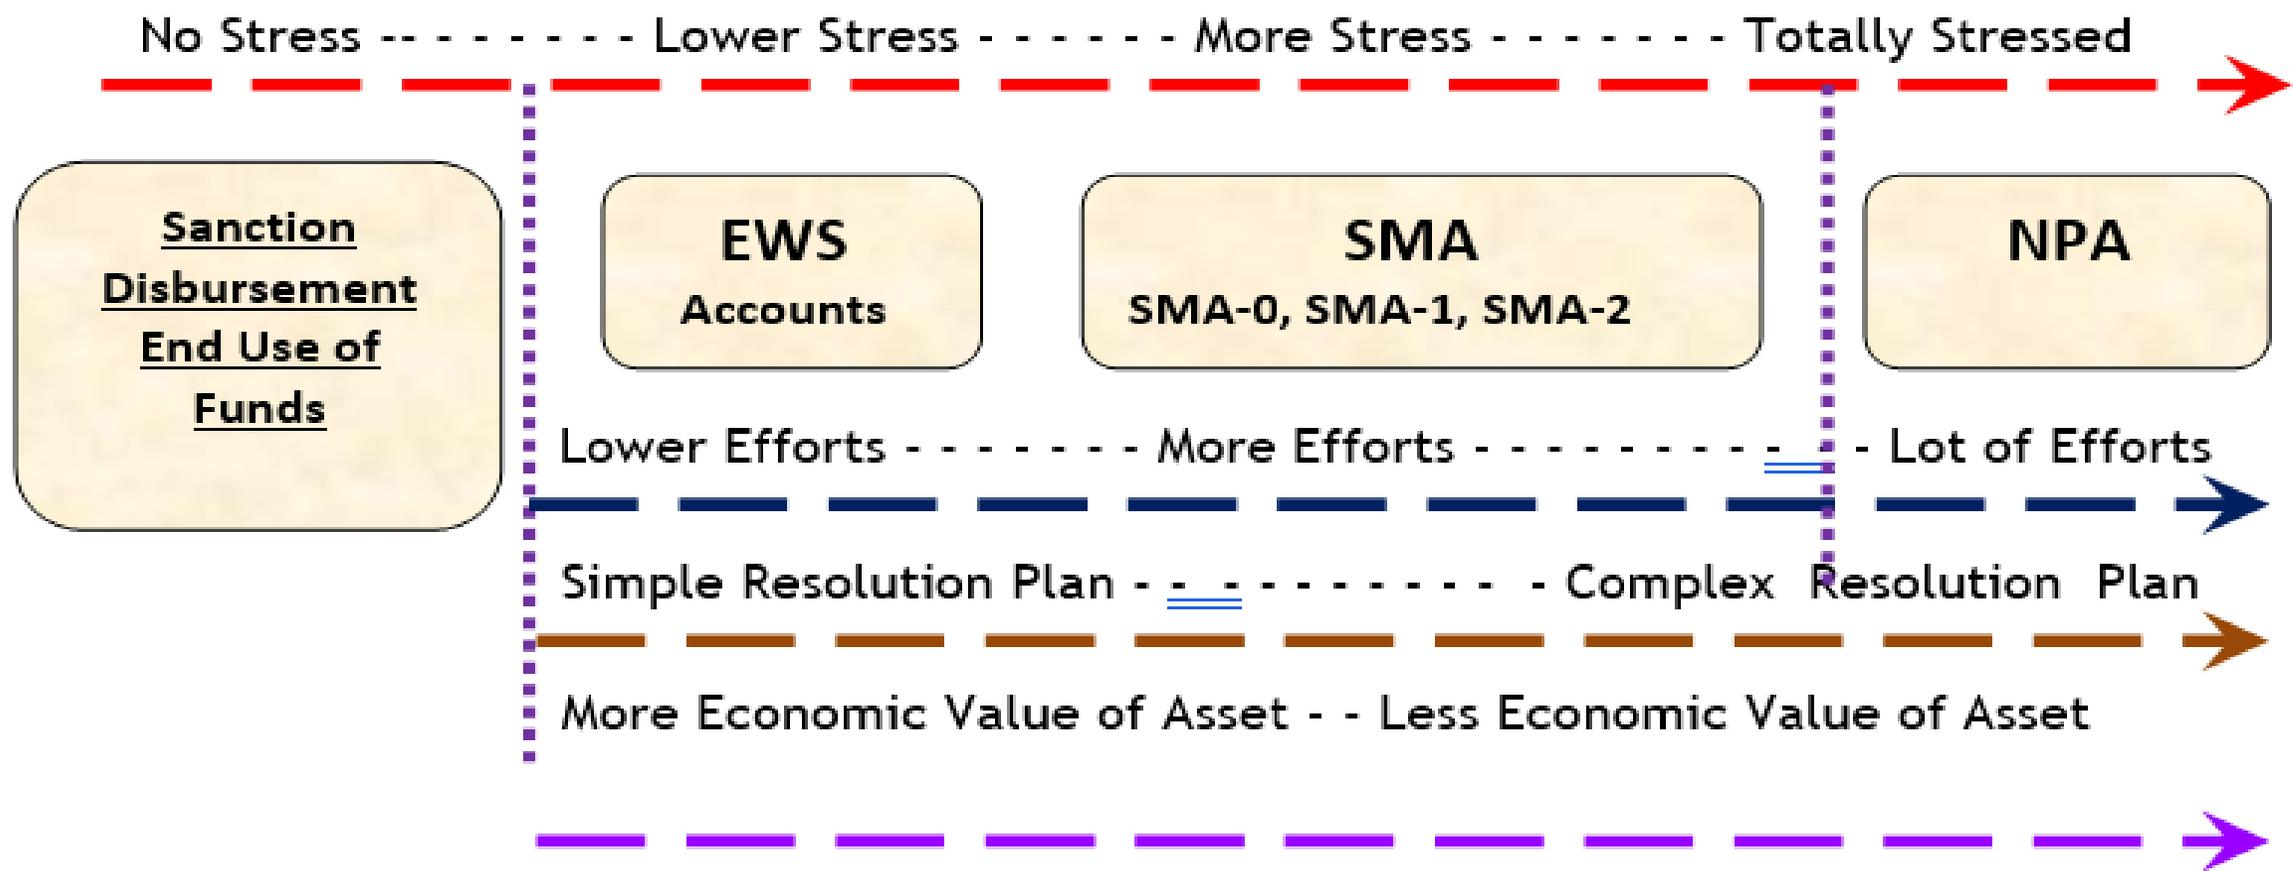 No Stress -- - - - - - - Lower Stress - - - - - - More Stress - - - - - - - Totally Stressed
Sanction
Disbursement
End Use of
Funds
EWS
Accounts
SMA
SMA-0, SMA-1, SMA-2
NPA
Lower Efforts - - - - - - - More Efforts - - - - - - - - - - - Lot of Efforts
Simple Resolution Plan - - - - - - - - - - - - Complex Resolution Plan
More Economic Value of Asset - - Less Economic Value of Asset